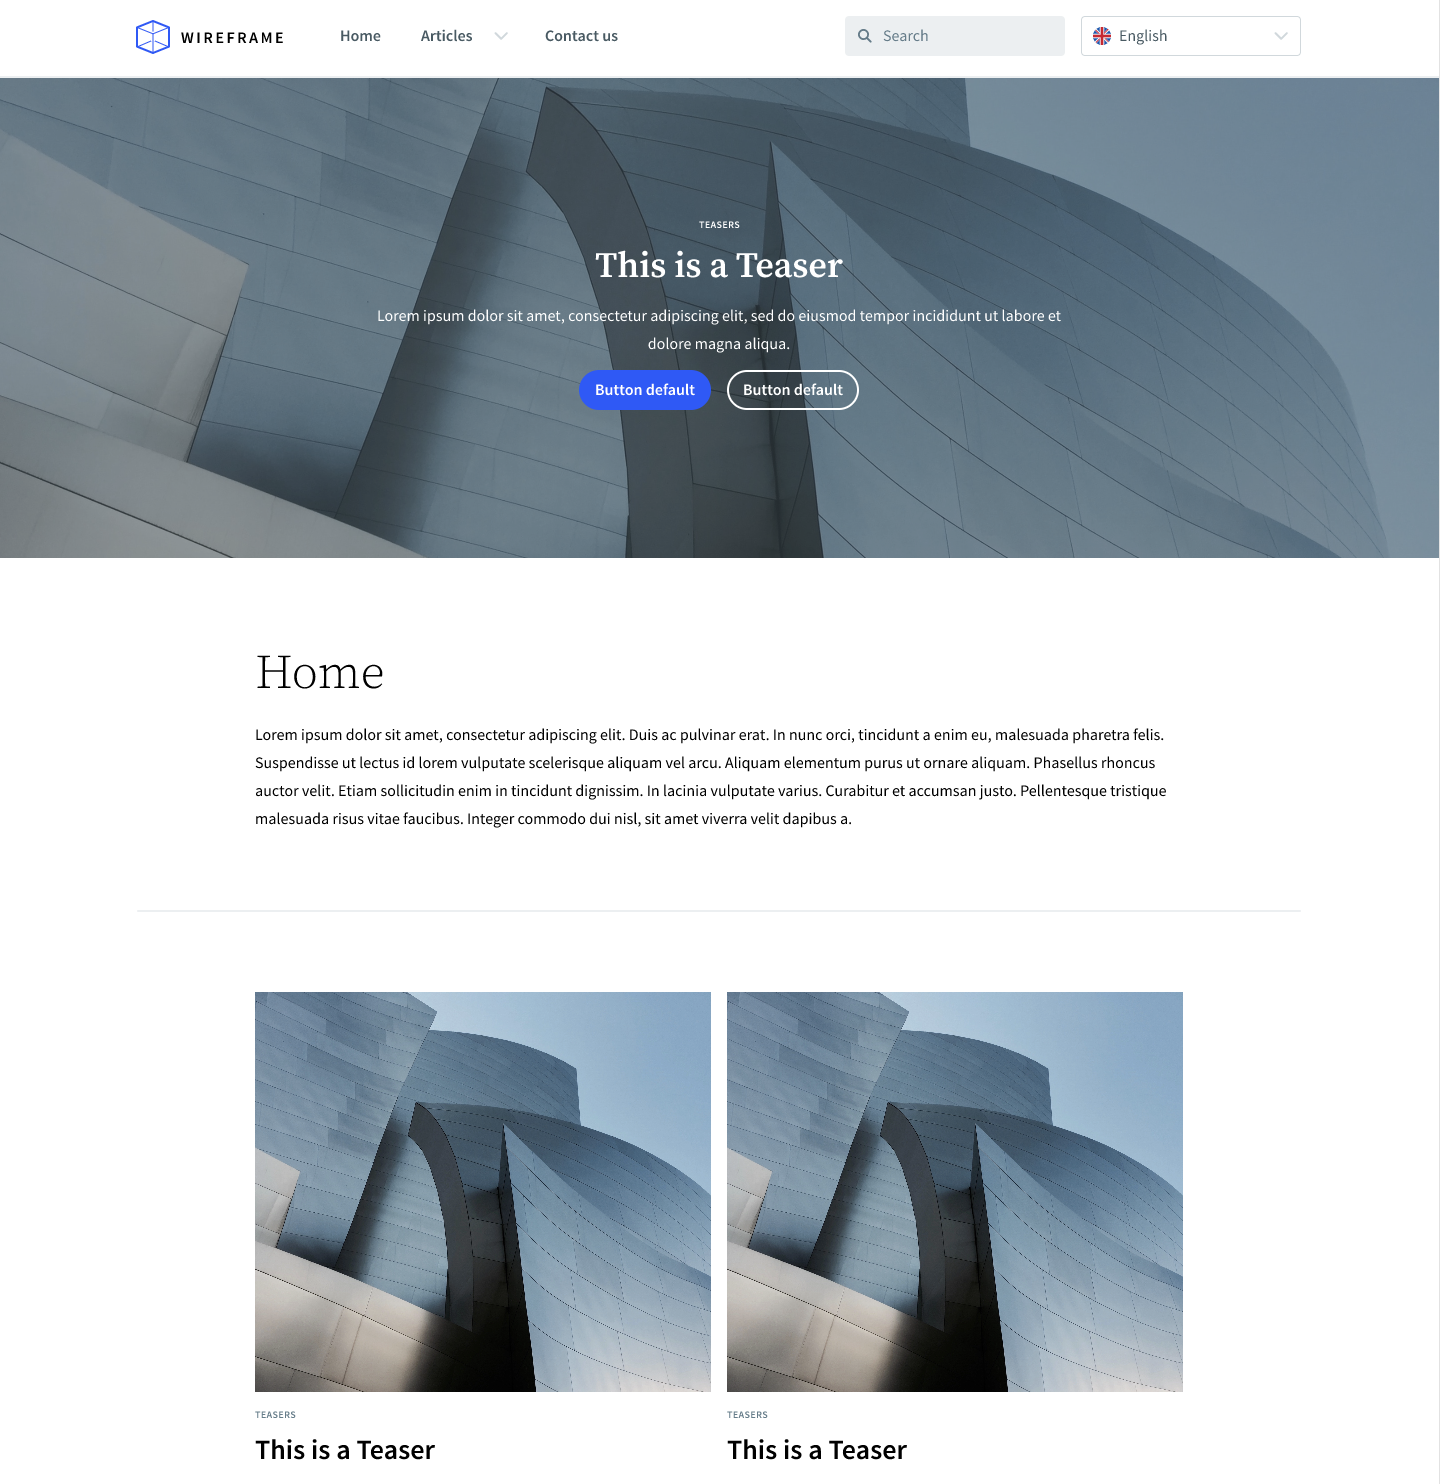 WIREFRAME
Home
Articles
Contact us
Search
English
TEASERS
This is a Teaser
Lorem ipsum dolor sit amet, consectetur adipiscing elit, sed do eiusmod tempor incididunt ut labore et
dolore magna aliqua.
Button default
Button default
Home
Lorem ipsum dolor sit amet, consectetur adipiscing elit. Duis ac pulvinar erat. In nunc orci, tincidunt a enim eu, malesuada pharetra felis.
Suspendisse ut lectus id lorem vulputate scelerisque aliquam vel arcu. Aliquam elementum purus ut ornare aliquam. Phasellus rhoncus
auctor velit. Etiam sollicitudin enim in tincidunt dignissim. In lacinia vulputate varius. Curabitur et accumsan justo. Pellentesque tristique
malesuada risus vitae faucibus. Integer commodo dui nisl, sit amet viverra velit dapibus a.
TEASERS
This is a Teaser
TEASERS
This is a Teaser